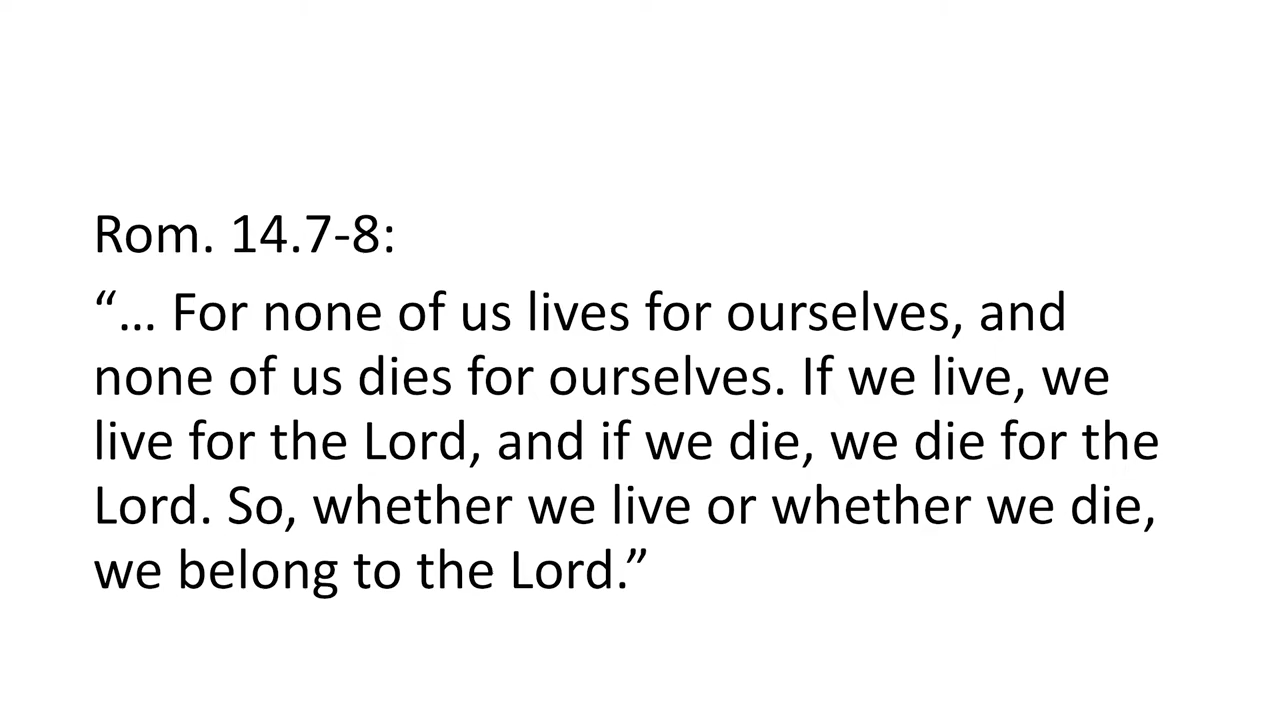 Rom. 14.7-8:
“… For none of us lives for ourselves, and
none of us dies for ourselves. If we live, we
live for the Lord, and if we die, we die for the
Lord. So, whether we live or whether we die,
we belong to the Lord.”